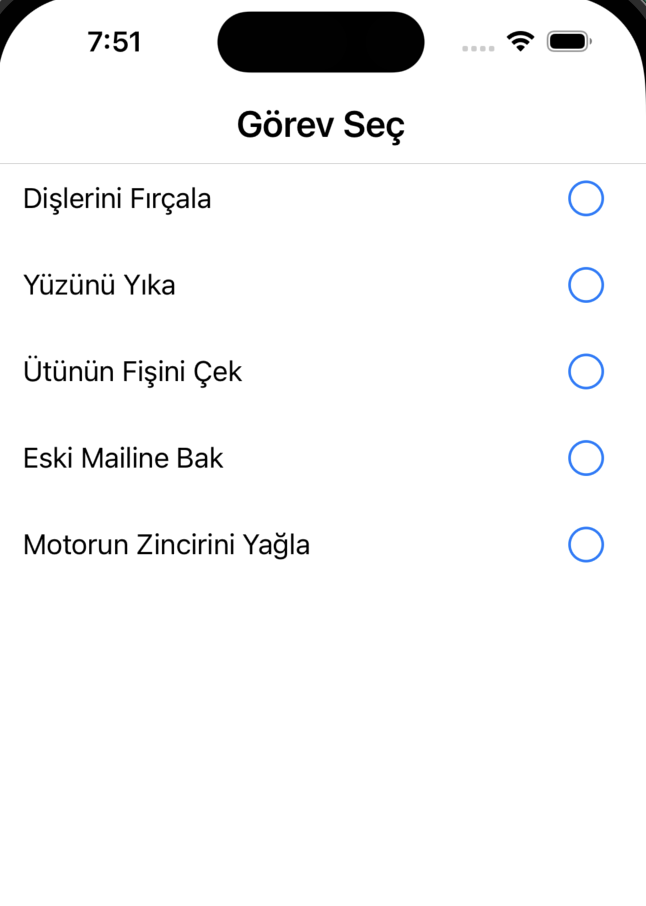 7:51
Görev Seç
Dişlerini Fırçala
Yüzünü Yıka
Ütünün Fişini Çek
Eski Mailine Bak
Motorun Zincirini Yağla